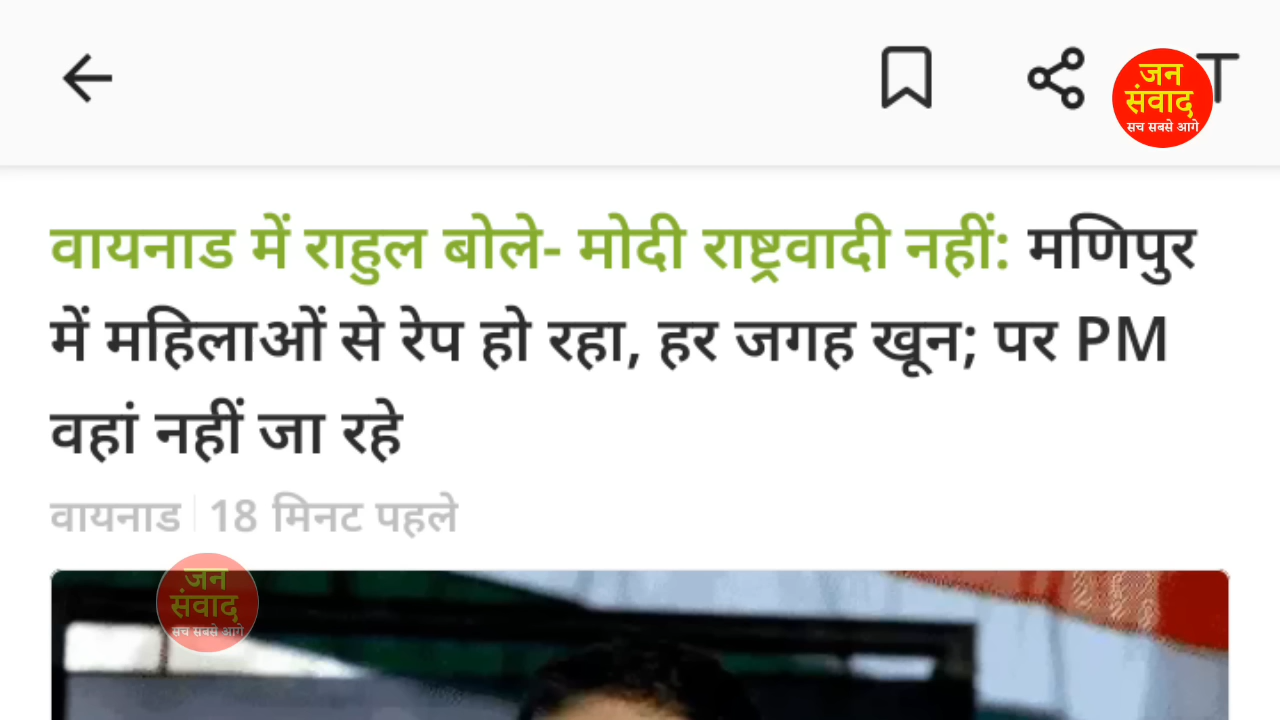 T
जन
संवाद
सच सबसे आगे
वायनाड में राहुल बोले- मोदी राष्ट्रवादी नहीं: मणिपुर
में महिलाओं से रेप हो रहा, हर जगह खून; पर PM
वहां नहीं जा रहे
वायनाड | 18 मिनट पहले
जन
संवाद
सच सबसे आगे